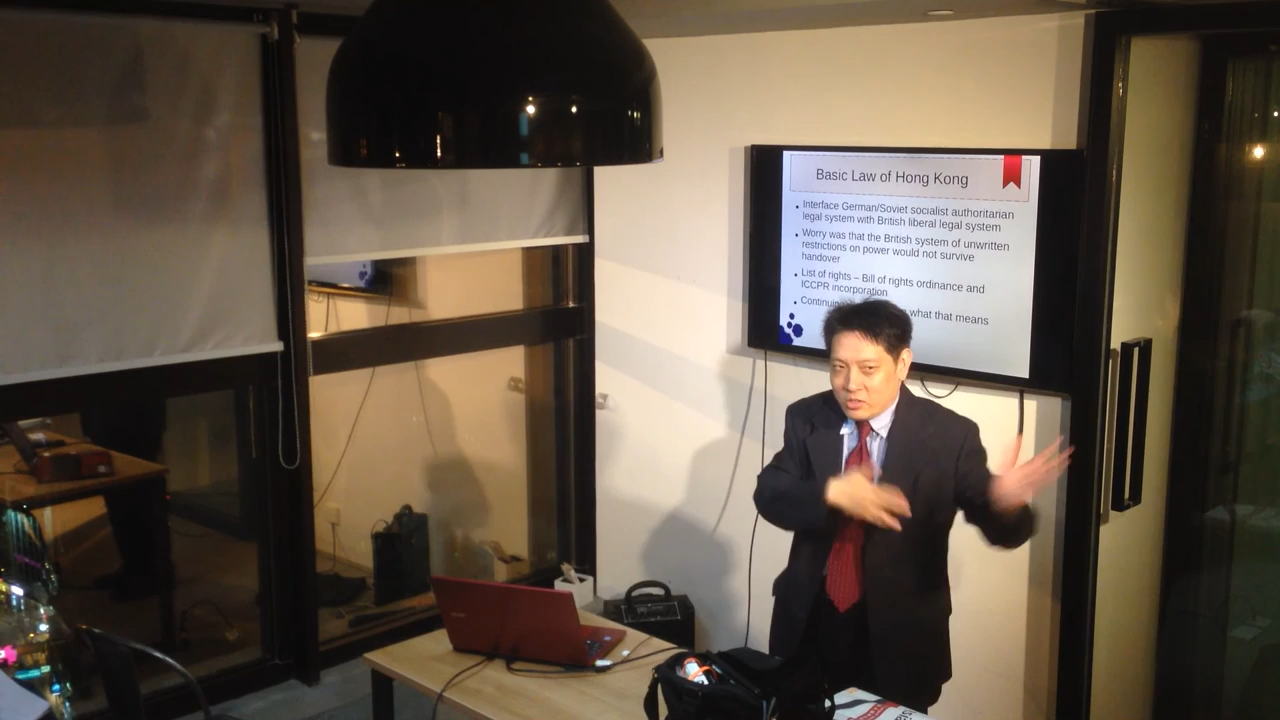 Basic Law of Hong Kong
Interface German/Soviet socialist authoritarian
legal system with British liberal legal system
Worry was that the British system of unwritten
restrictions on power would not survive
handover
List of rights – Bill of rights ordinance and
ICCPR incorporation
what that means